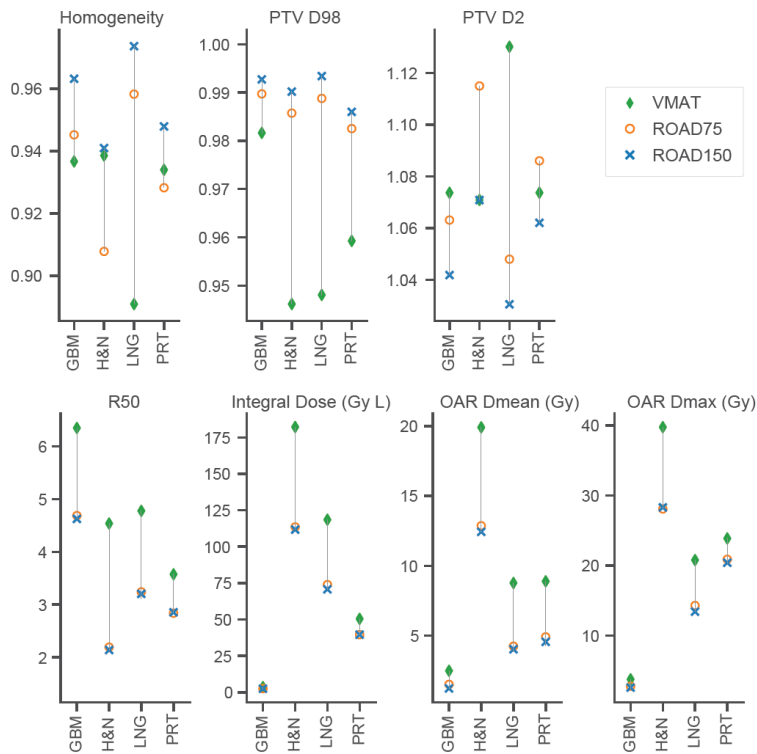 Homogeneity
PTV D98
PTV D2
0.96
0.94
0.92
0.90
GBM
H&N
LNG
PRT
1.00
0.99
0.98
0.97
0.96
0.95
GBM
H&N
LNG
PRT
1.12
1.10
1.08
1.06
1.04
GBM
H&N
LNG
PRT
VMAT
ROAD75
ROAD150
R50
Integral Dose (Gy L)
OAR Dmean (Gy)
OAR Dmax (Gy)
6
5
4
3
2
GBM
H&N
LNG
PRT
175
150
125
100
75
50
25
0
GBM
H&N
LNG
PRT
20
15
10
5
GBM
H&N
LNG
PRT
40
30
20
10
GBM
H&N
LNG
PRT